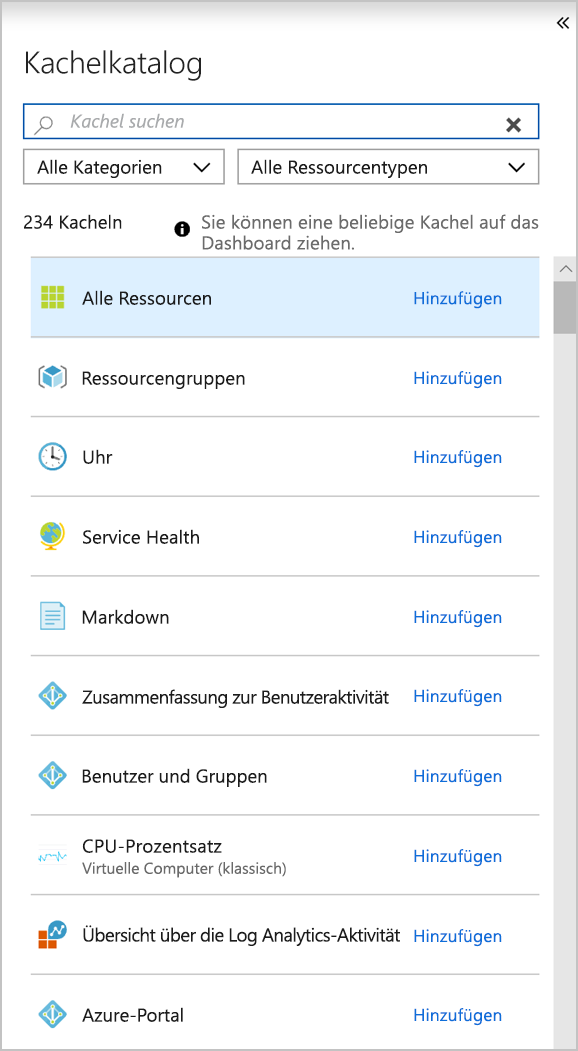 Kachelkatalog
Kachel suchen
Alle Kategorien
Alle Ressourcentypen
234 Kacheln
Sie können eine beliebige Kachel auf das
Dashboard ziehen.
Alle Ressourcen
Hinzufügen
Ressourcengruppen
Hinzufügen
Uhr
Hinzufügen
Service Health
Hinzufügen
Markdown
Hinzufügen
Zusammenfassung zur Benutzeraktivität
Hinzufügen
Benutzer und Gruppen
Hinzufügen
CPU-Prozentsatz
Virtuelle Computer (klassisch)
Hinzufügen
Übersicht über die Log Analytics-Aktivität
Hinzufügen
Azure-Portal
Hinzufügen